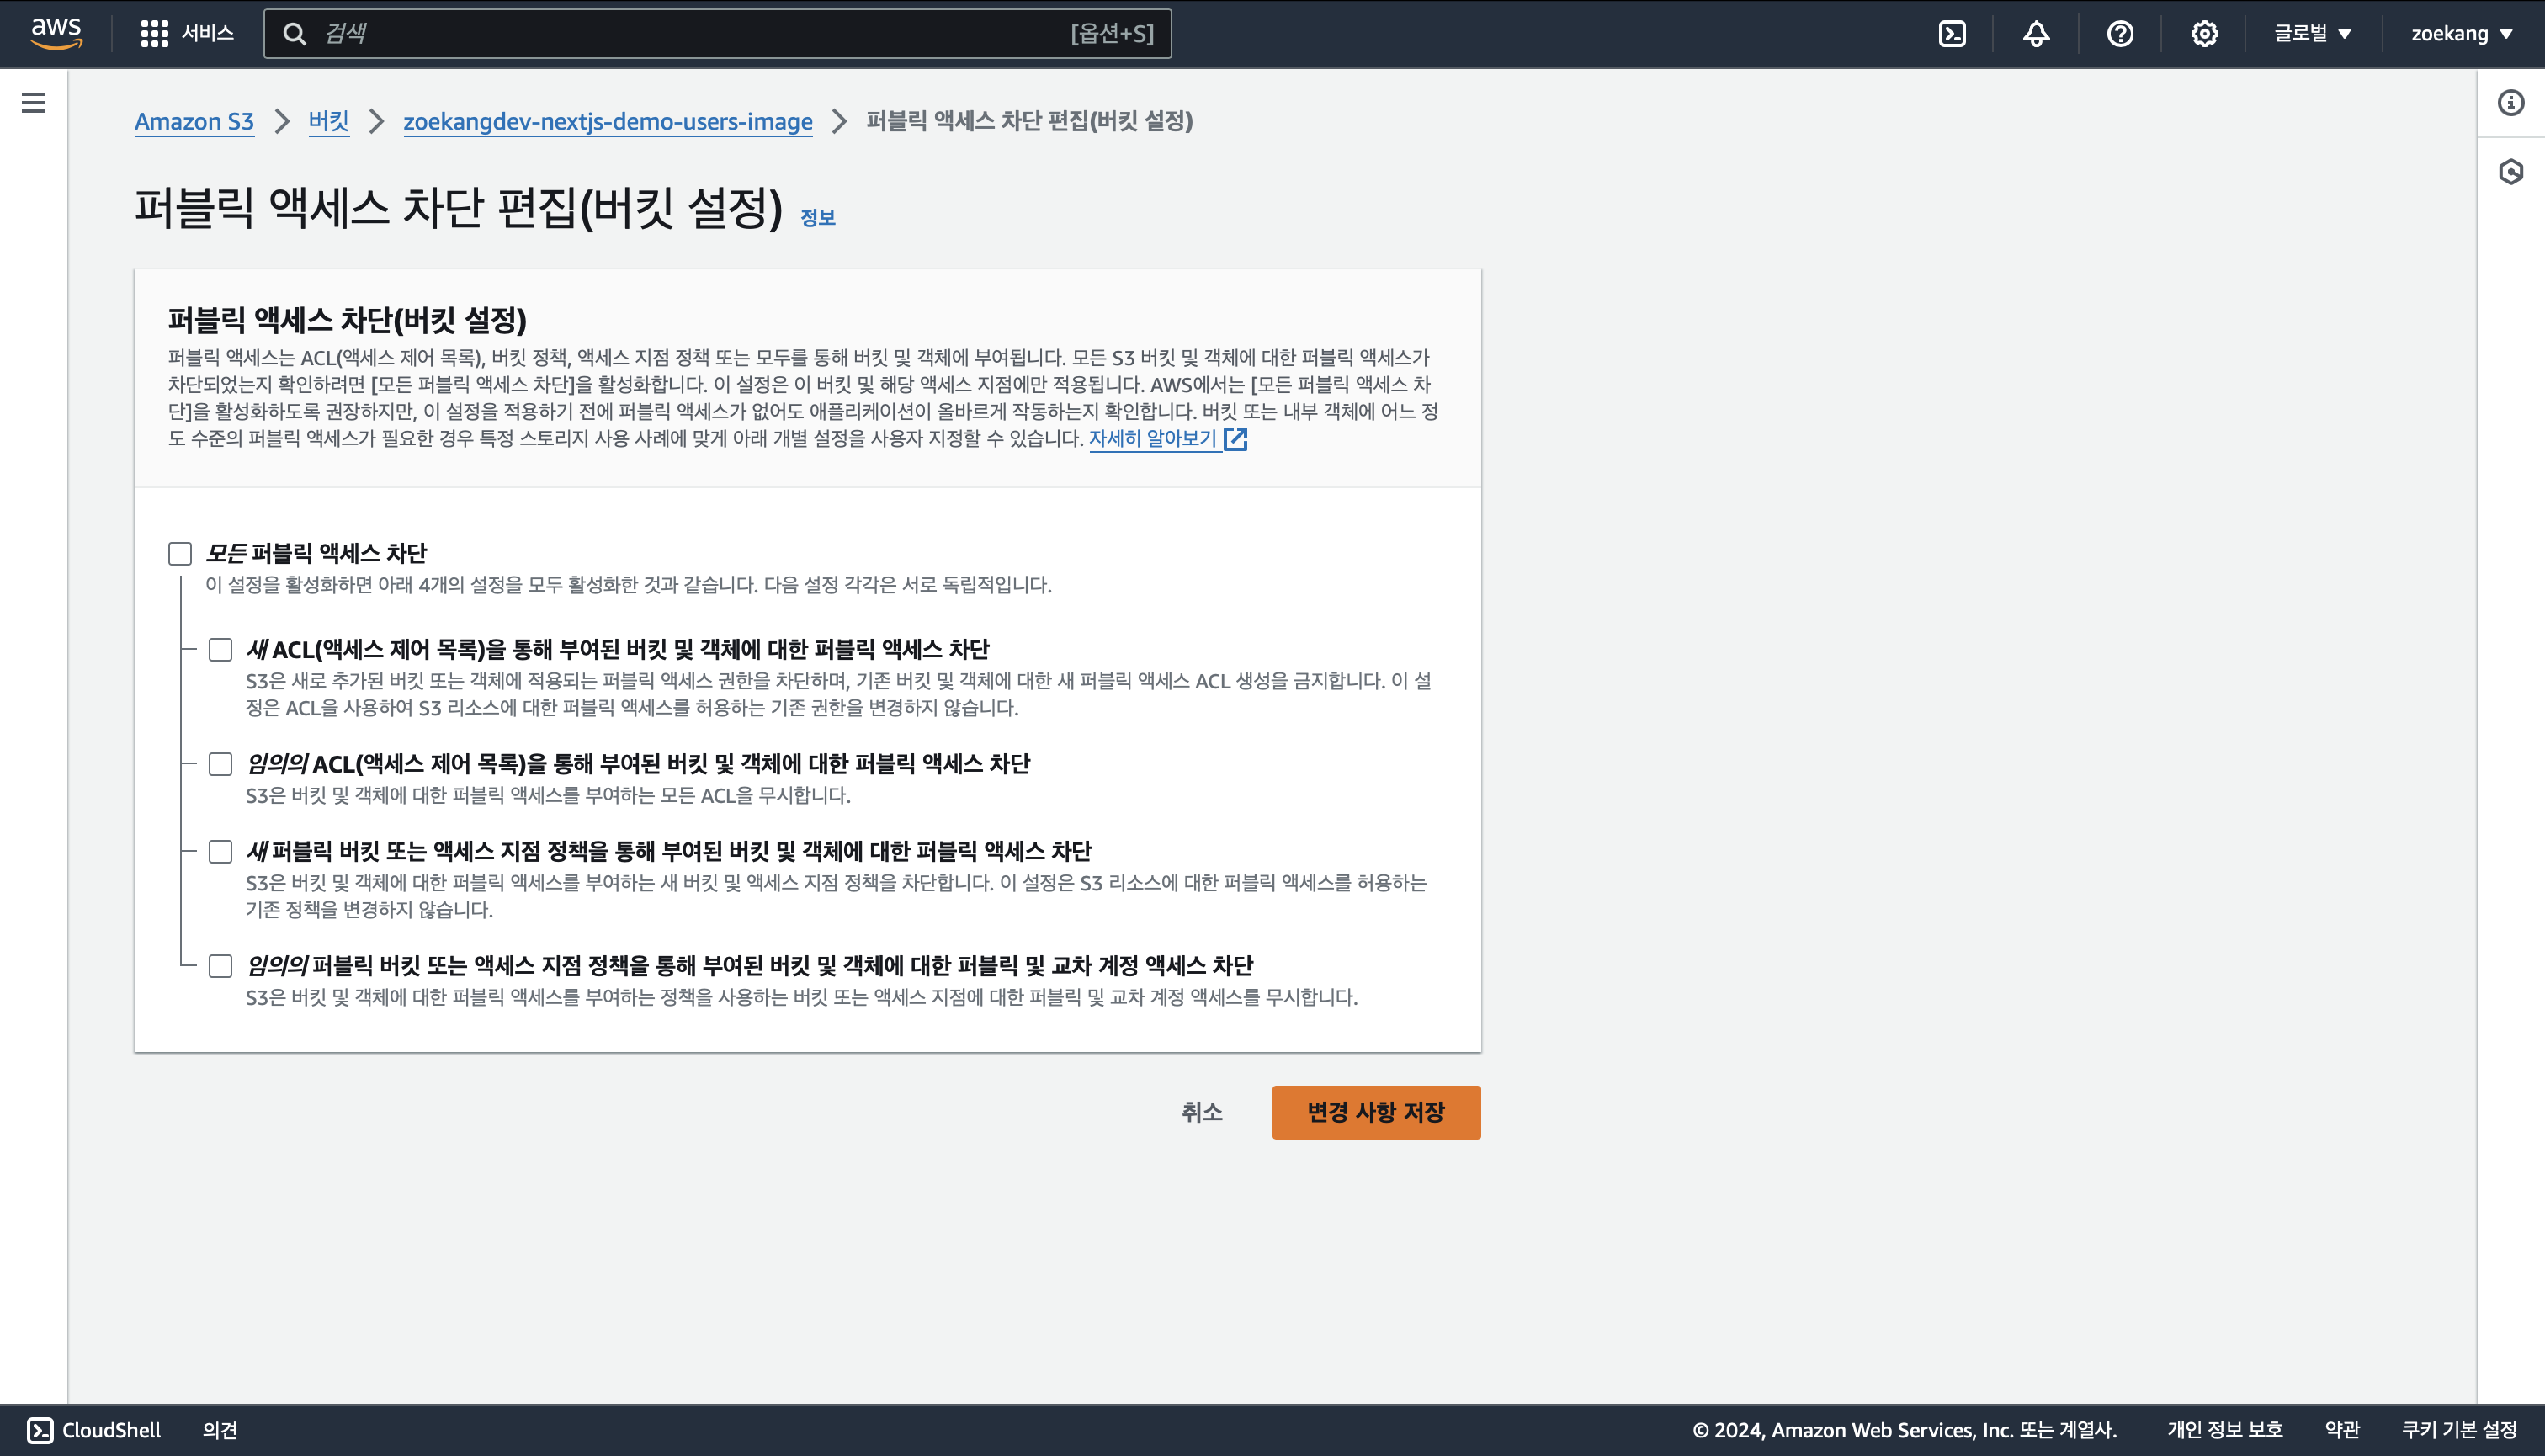 aws
서비스
검색
[옵션+S]
글로벌
zoekang
Amazon S3
버킷
zoekangdev-nextjs-demo-users-image
퍼블릭 액세스 차단 편집(버킷 설정)
퍼블릭 액세스 차단 편집(버킷 설정) 정보
퍼블릭 액세스 차단(버킷 설정)
퍼블릭 액세스는 ACL(액세스 제어 목록), 버킷 정책, 액세스 지점 정책 또는 모두를 통해 버킷 및 객체에 부여됩니다. 모든 S3 버킷 및 객체에 대한 퍼블릭 액세스가
차단되었는지 확인하려면 [모든 퍼블릭 액세스 차단]을 활성화합니다. 이 설정은 이 버킷 및 해당 액세스 지점에만 적용됩니다. AWS에서는 [모든 퍼블릭 액세스 차
단]을 활성화하도록 권장하지만, 이 설정을 적용하기 전에 퍼블릭 액세스가 없어도 애플리케이션이 올바르게 작동하는지 확인합니다. 버킷 또는 내부 객체에 어느 정
도 수준의 퍼블릭 액세스가 필요한 경우 특정 스토리지 사용 사례에 맞게 아래 개별 설정을 사용자 지정할 수 있습니다. 자세히 알아보기
모든 퍼블릭 액세스 차단
이 설정을 활성화하면 아래 4개의 설정을 모두 활성화한 것과 같습니다. 다음 설정 각각은 서로 독립적입니다.
새 ACL(액세스 제어 목록)을 통해 부여된 버킷 및 객체에 대한 퍼블릭 액세스 차단
S3은 새로 추가된 버킷 또는 객체에 적용되는 퍼블릭 액세스 권한을 차단하며, 기존 버킷 및 객체에 대한 새 퍼블릭 액세스 ACL 생성을 금지합니다. 이 설
정은 ACL을 사용하여 S3 리소스에 대한 퍼블릭 액세스를 허용하는 기존 권한을 변경하지 않습니다.
임의의 ACL(액세스 제어 목록)을 통해 부여된 버킷 및 객체에 대한 퍼블릭 액세스 차단
S3은 버킷 및 객체에 대한 퍼블릭 액세스를 부여하는 모든 ACL을 무시합니다.
새 퍼블릭 버킷 또는 액세스 지점 정책을 통해 부여된 버킷 및 객체에 대한 퍼블릭 액세스 차단
S3은 버킷 및 객체에 대한 퍼블릭 액세스를 부여하는 새 버킷 및 액세스 지점 정책을 차단합니다. 이 설정은 S3 리소스에 대한 퍼블릭 액세스를 허용하는
기존 정책을 변경하지 않습니다.
임의의 퍼블릭 버킷 또는 액세스 지점 정책을 통해 부여된 버킷 및 객체에 대한 퍼블릭 및 교차 계정 액세스 차단
S3은 버킷 및 객체에 대한 퍼블릭 액세스를 부여하는 정책을 사용하는 버킷 또는 액세스 지점에 대한 퍼블릭 및 교차 계정 액세스를 무시합니다.
취소
변경 사항 저장
CloudShell
의견
© 2024, Amazon Web Services, Inc. 또는 계열사.
개인 정보 보호
약관
쿠키 기본 설정